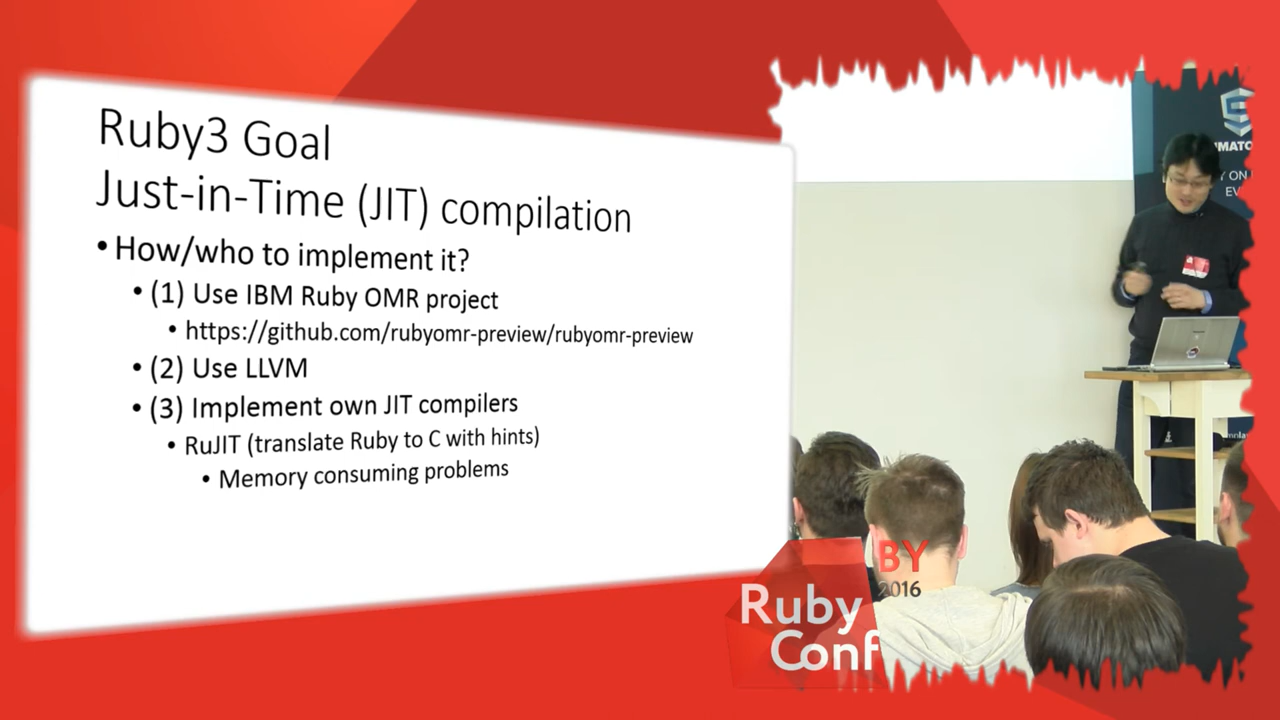 Ruby3 Goal
Just-in-Time (JIT) compilation
• How/who to implement it?
• (1) Use IBM Ruby OMR project
• https://github.com/rubyomr-preview/rubyomr-preview
• (2) Use LLVM
• (3) Implement own JIT compilers
• RuJIT (translate Ruby to C with hints)
• Memory consuming problems
BY
2016
Ruby
Conf